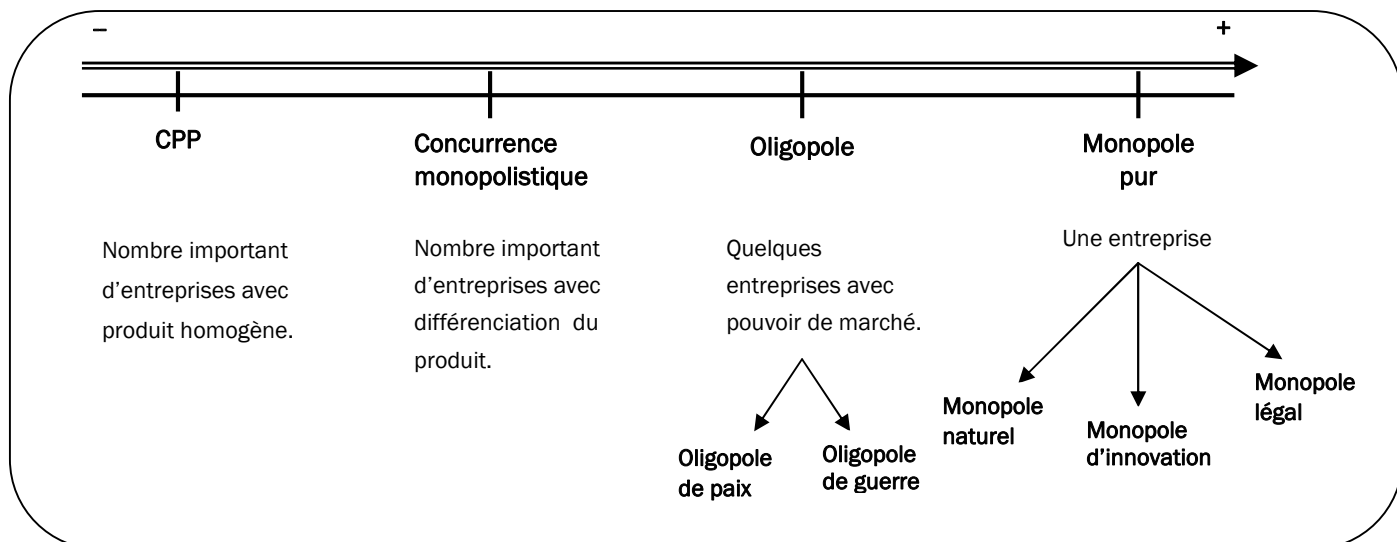 –
+
CPP
Concurrence
monopolistique
Oligopole
Monopole
pur
Nombre important
d'entreprises avec
produit homogène.
Nombre important
d'entreprises avec
différenciation du
produit.
Quelques
entreprises avec
pouvoir de marché.
Une entreprise
Oligopole
de paix
Oligopole
de guerre
Monopole
naturel
Monopole
d'innovation
Monopole
légal